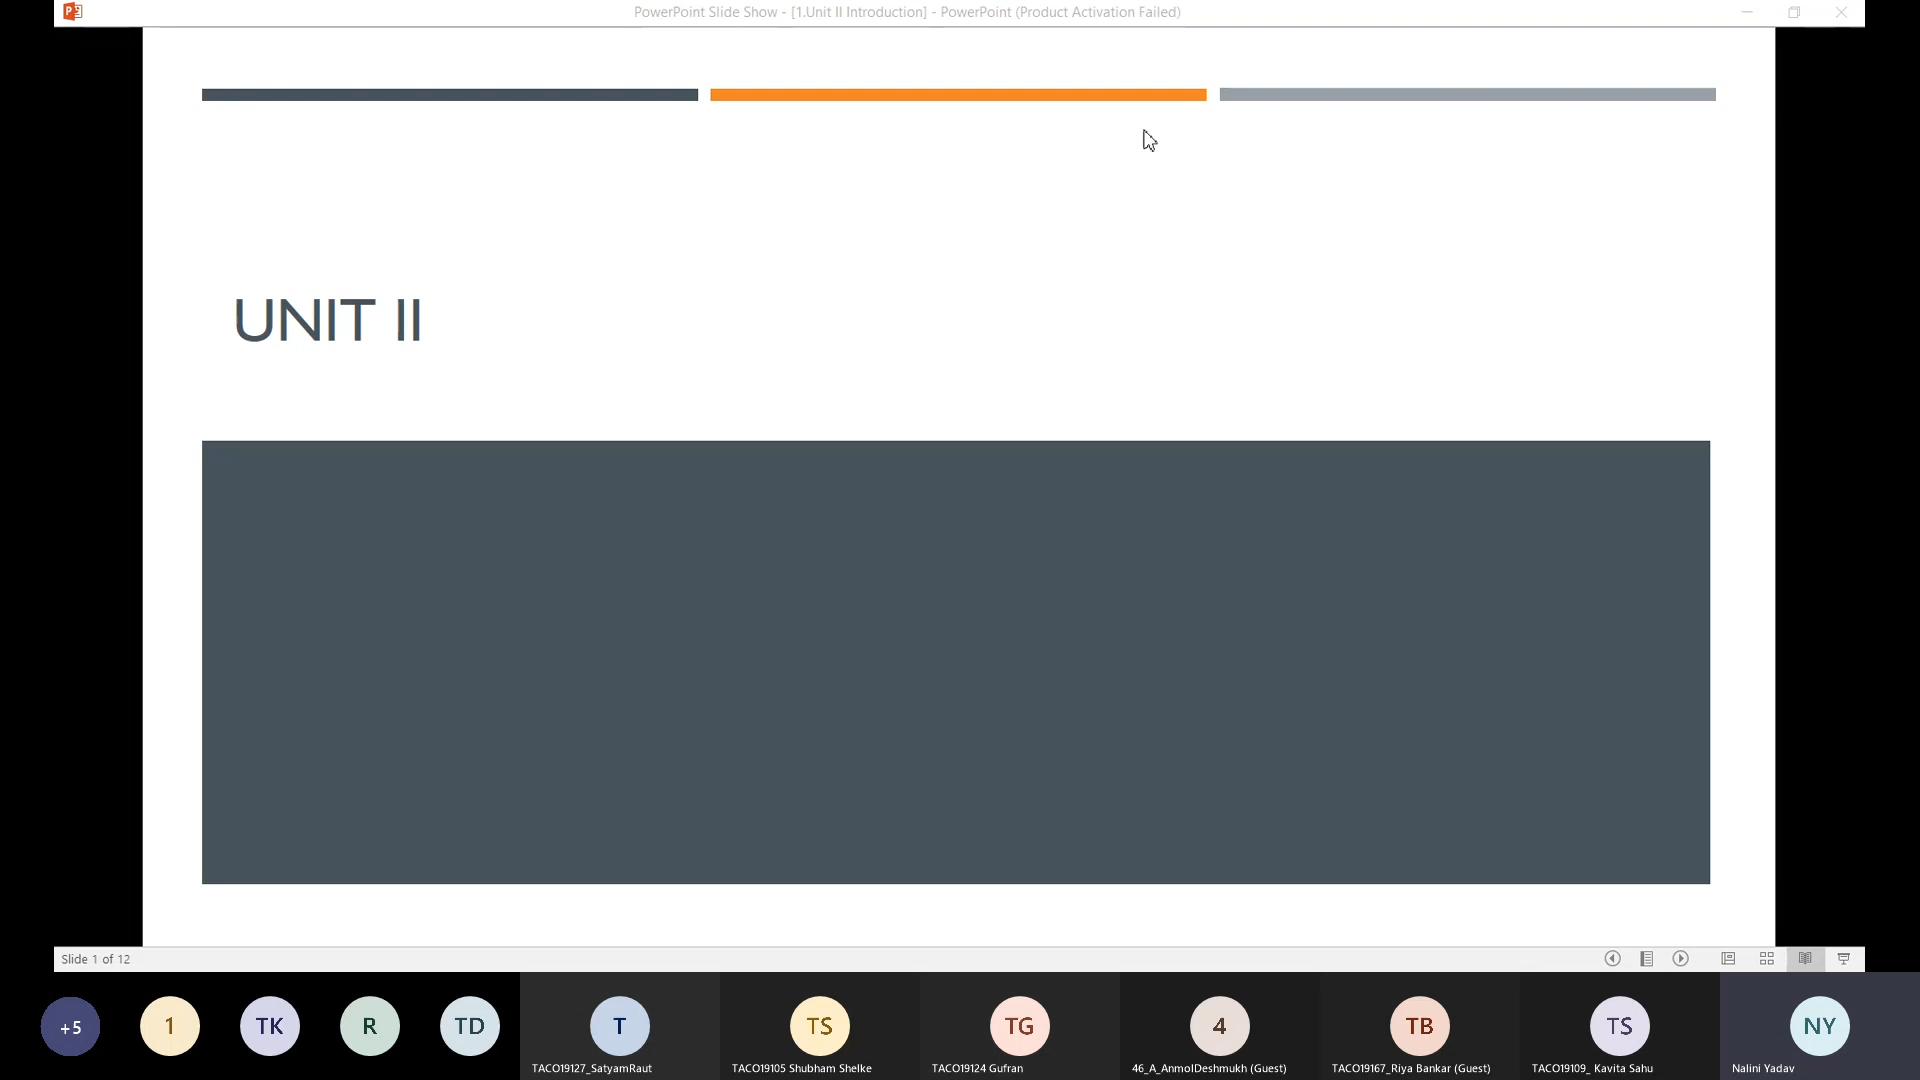 PowerPoint Slide Show - [1.Unit II Introduction] - PowerPoint (Product Activation Failed)
UNIT II
Slide 1 of 12
+5
1
TK
R
TD
T
TS
TG
4
TB
TS
NY
TACO19127_SatyamRaut
TACO19105 Shubham Shelke
TACO19124 Gufran
46_A_AnmolDeshmukh (Guest)
TACO19167_Riya Bankar (Guest)
TACO19109_ Kavita Sahu
Nalini Yadav